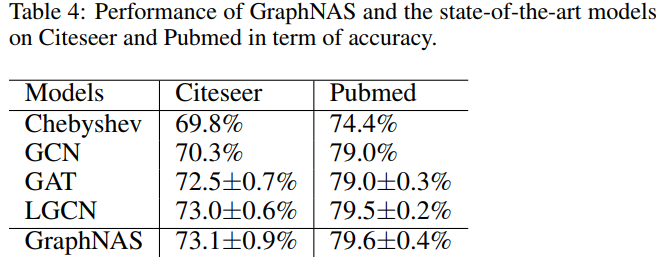 Table 4: Performance of GraphNAS and the state-of-the-art models
on Citeseer and Pubmed in term of accuracy.
Models Citeseer Pubmed
Chebyshev 69.8% 74.4%
GCN 70.3% 79.0%
GAT 72.5±0.7% 79.0±0.3%
LGCN 73.0±0.6% 79.5±0.2%
GraphNAS 73.1±0.9% 79.6±0.4%